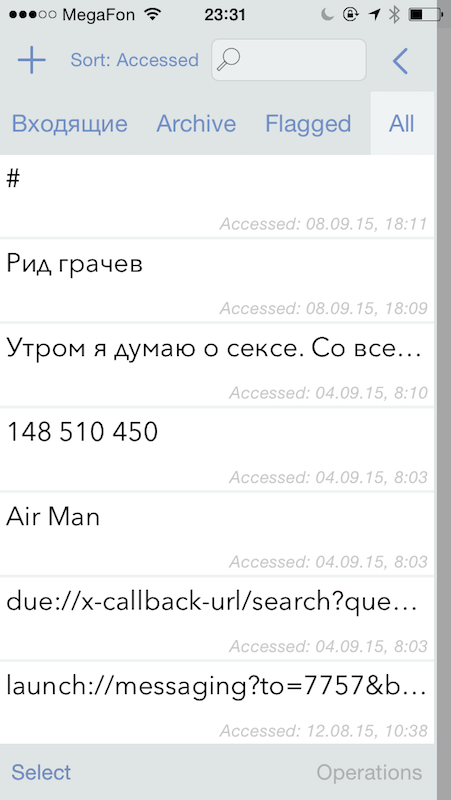 MegaFon 23:31
Sort: Accessed
Входящие Archive Flagged All
#
Accessed: 08.09.15, 18:11
Рид грачев
Accessed: 08.09.15, 18:09
Утром я думаю о сексе. Со все…
Accessed: 04.09.15, 8:10
148 510 450
Accessed: 04.09.15, 8:03
Air Man
Accessed: 04.09.15, 8:03
due://x-callback-url/search?que…
Accessed: 04.09.15, 8:03
launch://messaging?to=7757&b…
Accessed: 12.08.15, 10:38
Select Operations